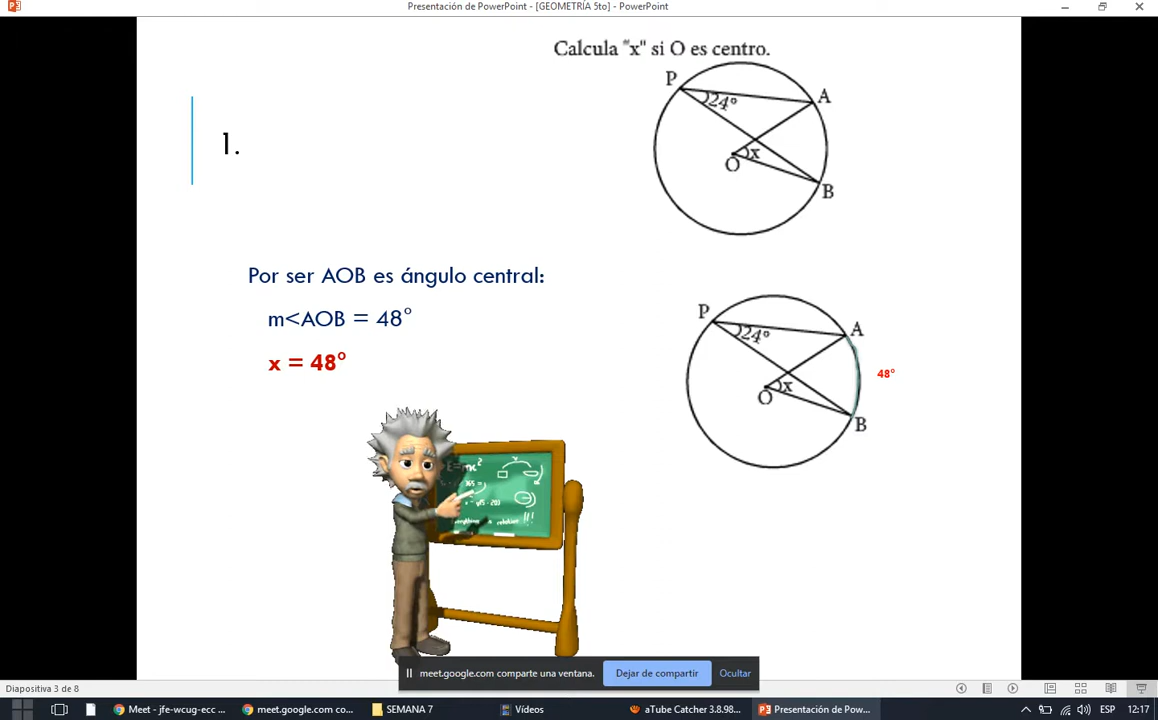 Presentación de PowerPoint - [GEOMETRÍA 5to] - PowerPoint
Calcula "x" si O es centro.
P
24°
A
x
O
B
1.
Por ser AOB es ángulo central:
m<AOB = 48°
x = 48°
P
24°
A
48°
x
O
B
meet.google.com comparte una ventana.
Dejar de compartir
Ocultar
Diapositiva 3 de 8
Meet - jfe-wcug-ecc ...
meet.google.com co...
SEMANA 7
Vídeos
aTube Catcher 3.8.98...
Presentación de Pow...
ESP
12:17